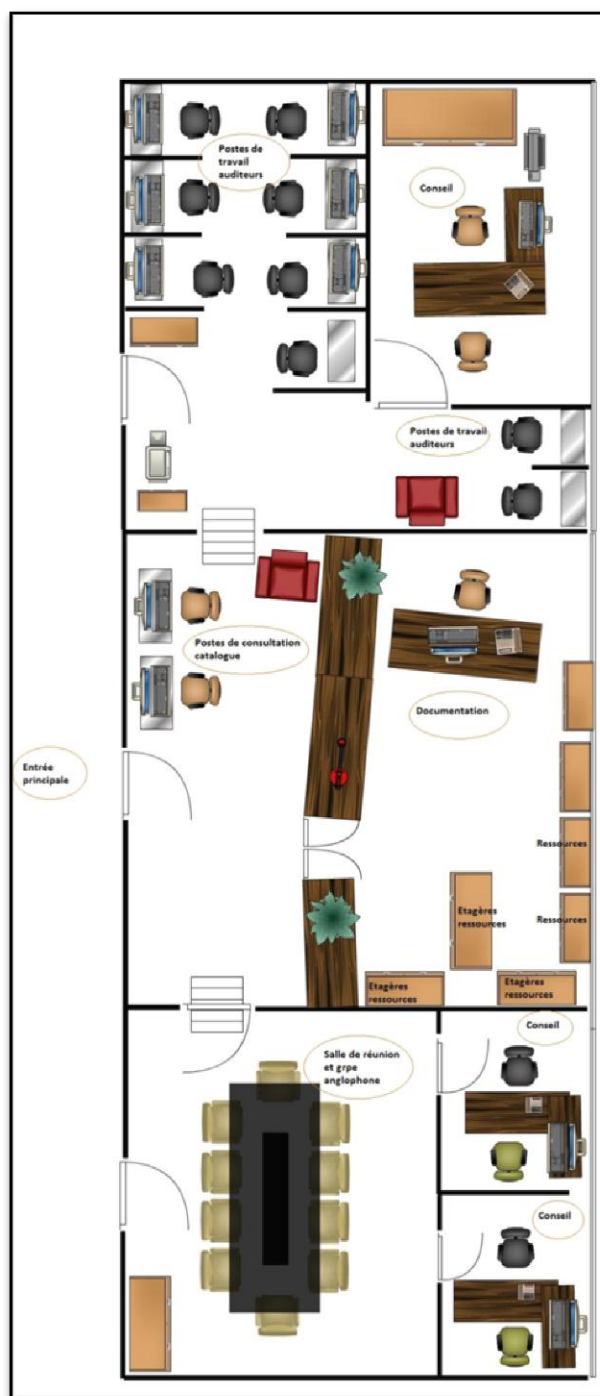 Postes de
travail
auditeurs
Conseil
Postes de travail
auditeurs
Postes de consultation
catalogue
Documentation
Entrée
principale
Ressources
Etagères
ressources
Ressources
Etagères
ressources
Etagères
ressources
Conseil
Salle de réunion
et grpe
anglophone
Conseil